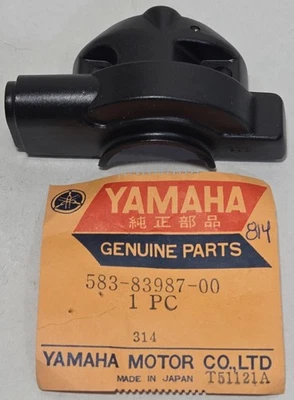 YAMAHA
純正部品
814
GENUINE PARTS
583-83987-00
1 PC
314
YAMAHA MOTOR CO.,LTD
MADE IN JAPAN T51121A